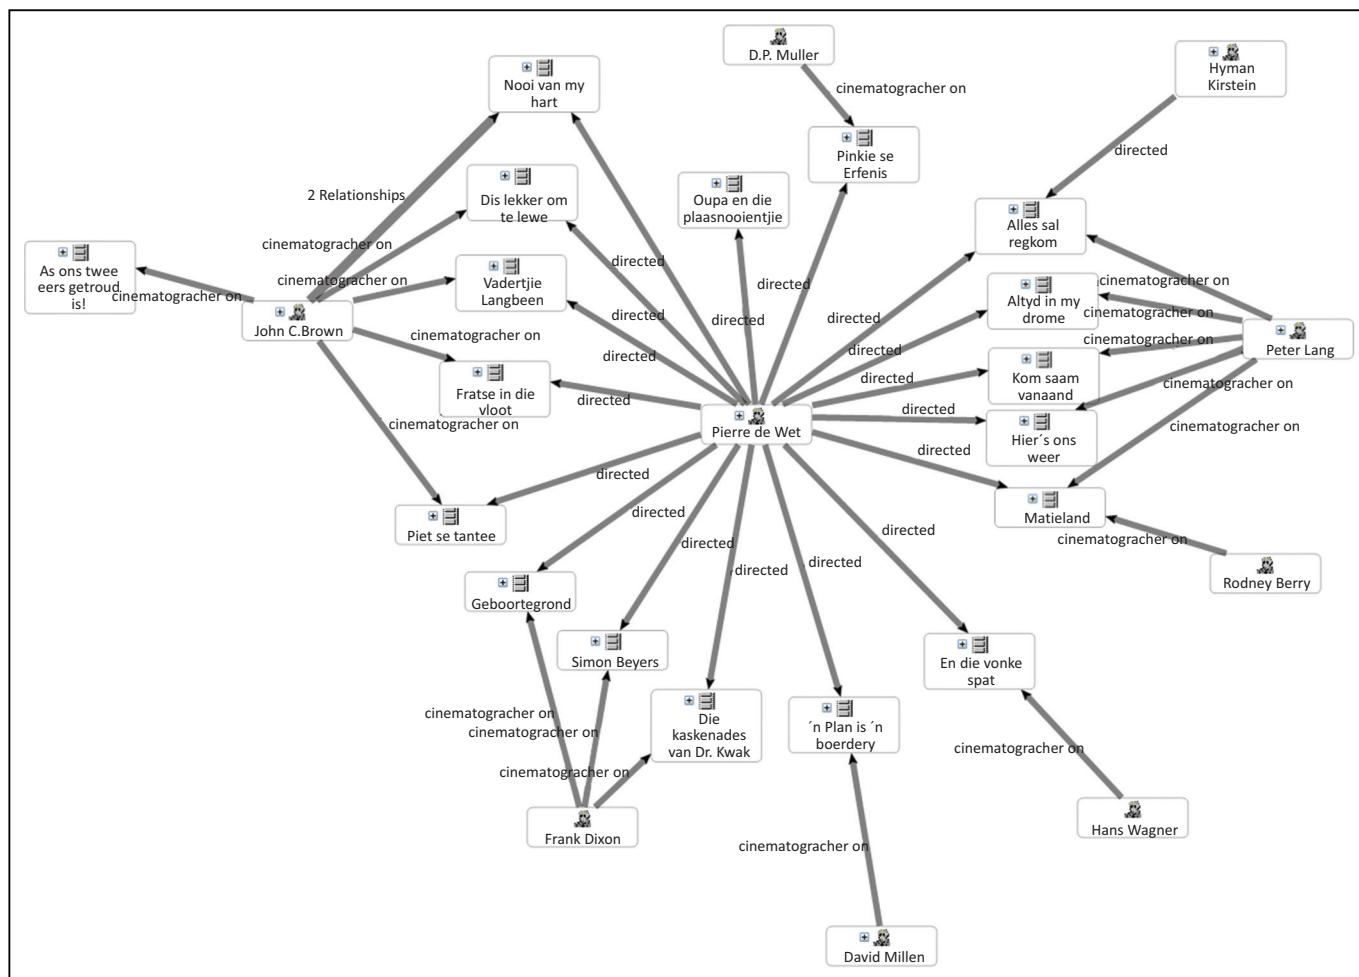 D.P. Muller
Hyman
Kirstein
Nooi van my
hart
cinematogracher on
Pinkie se
Erfenis
directed
2 Relationships
Dis lekker om
te lewe
Oupa en die
plaasnooientjie
Alles sal
regkom
cinematogracher on
As ons twee
eers getroud
is!
cinematogracher on
cinematogracher on
Vadertjie
Langbeen
directed
directed
cinematogracher on
Altyd in my
drome
cinematogracher on
John C.Brown
directed
directed
directed
cinematogracher on
cinematogracher on
directed
directed
Peter Lang
Fratse in die
vloot
directed
directed
Kom saam
vanaand
cinematogracher on
directed
cinematogracher on
Pierre de Wet
Hier´s ons
weer
cinematogracher on
directed
directed
Piet se tantee
directed
Matieland
directed
directed
cinematogracher on
directed
directed
Rodney Berry
Geboortegrond
Simon Beyers
En die vonke
spat
cinematogracher on
cinematogracher on
Die
kaskenades
van Dr. Kwak
´n Plan is ´n
boerdery
cinematogracher on
cinematogracher on
Frank Dixon
Hans Wagner
cinematogracher on
David Millen